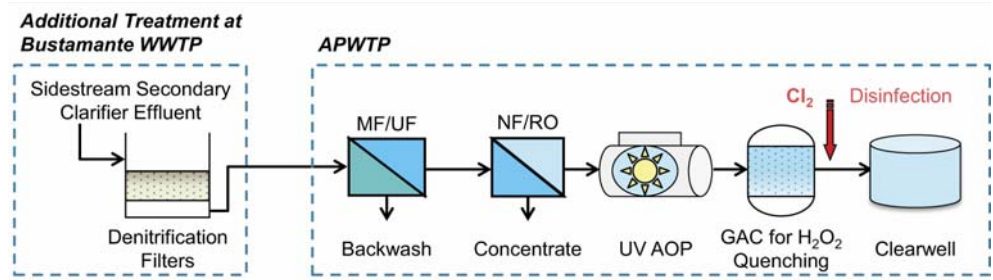 Additional Treatment at
Bustamante WWTP
APWTP
Sidestream Secondary
Clarifier Effluent
Denitrification
Filters
MF/UF
Backwash
NF/RO
Concentrate
UV AOP
GAC for H₂O₂
Quenching
Cl₂ Disinfection
Clearwell